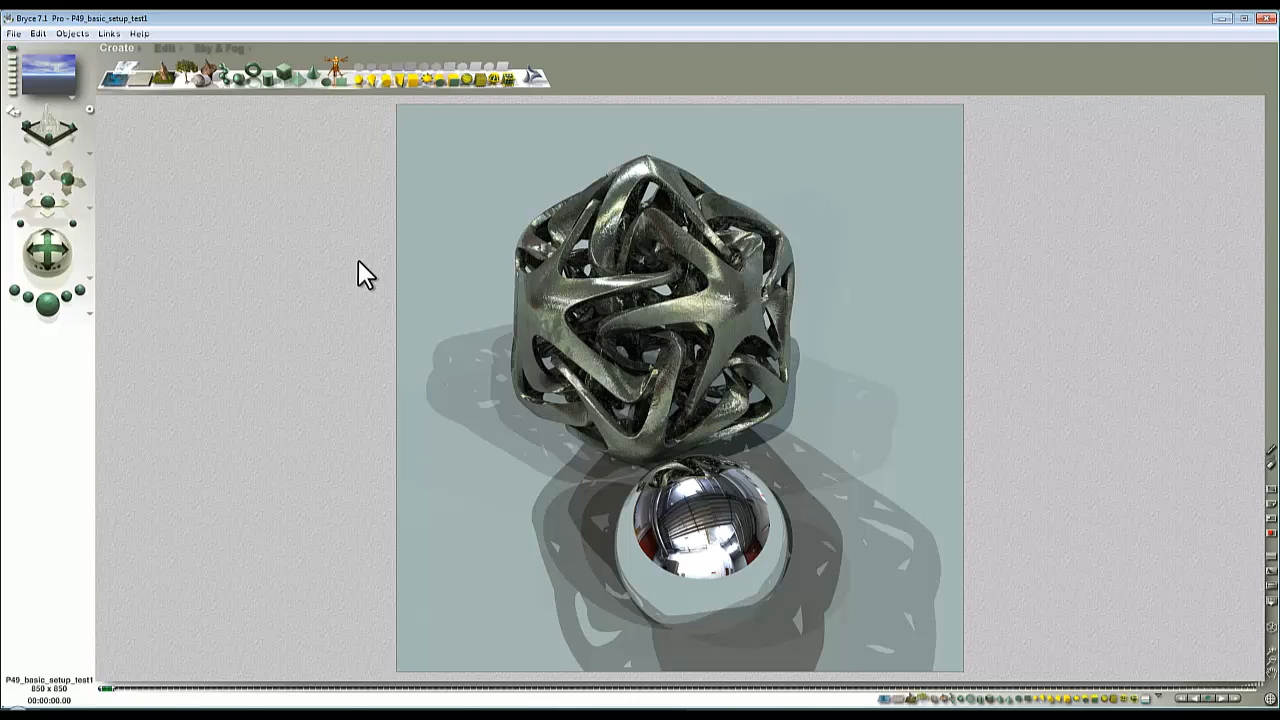 Bryce 7.1 Pro - P49_basic_setup_test1
File Edit Objects Links Help
Create Edit Sky & Fog
P49_basic_setup_test1
850 x 850
00:00:00.00